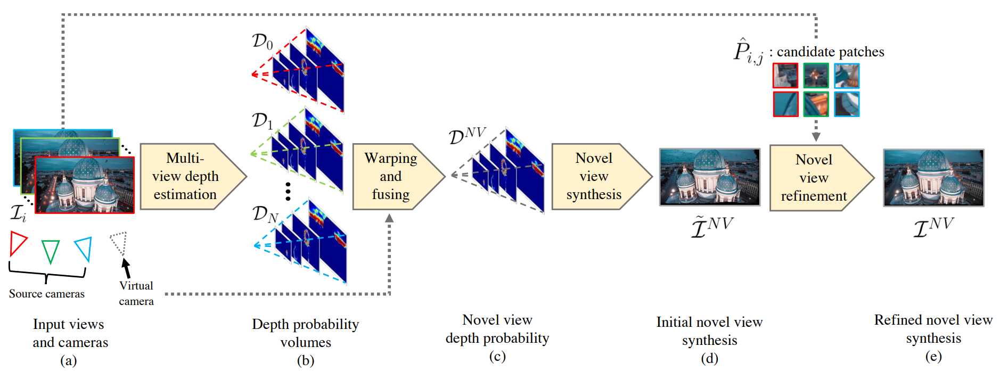 𝓘ᵢ
Source cameras
Virtual
camera
Input views
and cameras
(a)
Multi-
view depth
estimation
𝓓₀
𝓓₁
𝓓_N
Depth probability
volumes
(b)
Warping
and
fusing
𝓓^{NV}
Novel view
depth probability
(c)
Novel
view
synthesis
𝓘̃^{NV}
Initial novel view
synthesis
(d)
P̂_{i,j} : candidate patches
Novel
view
refinement
𝓘^{NV}
Refined novel view
synthesis
(e)